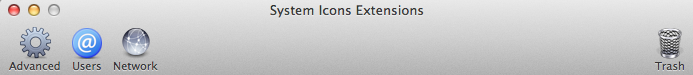 System Icons Extensions
@
Advanced Users Network Trash